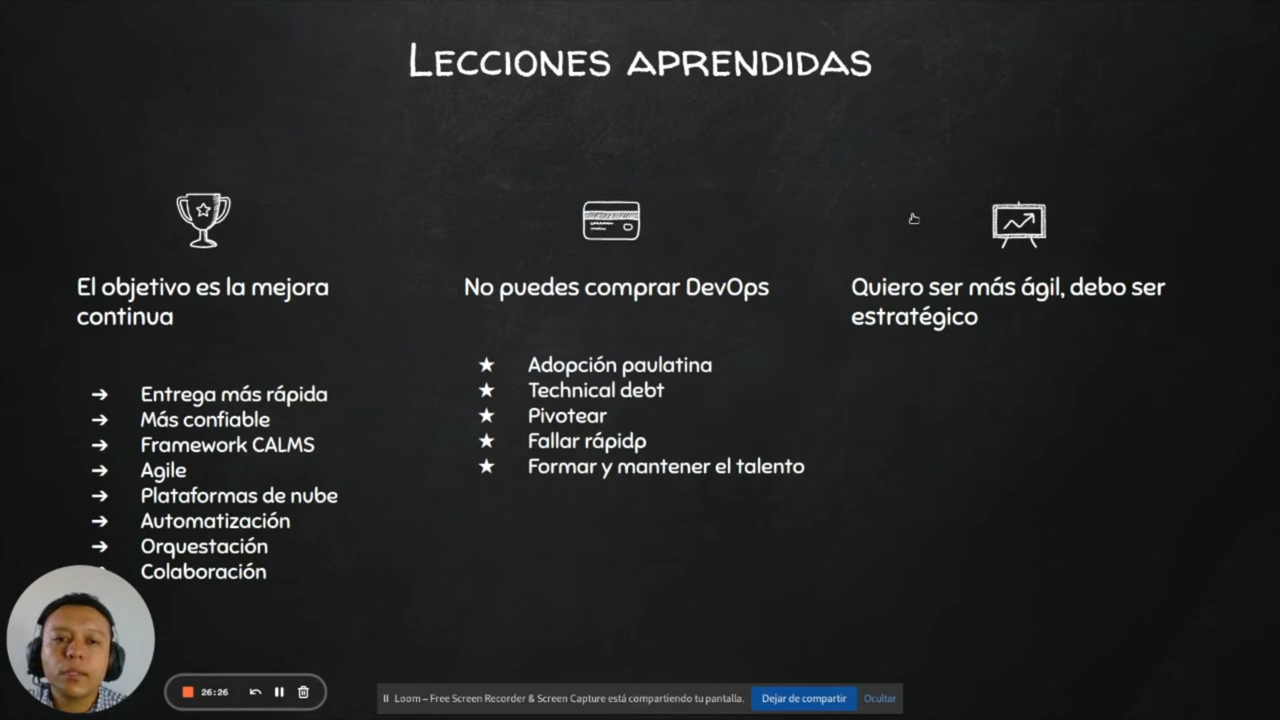 LECCIONES APRENDIDAS
El objetivo es la mejora
continua
➔ Entrega más rápida
➔ Más confiable
➔ Framework CALMS
➔ Agile
➔ Plataformas de nube
➔ Automatización
➔ Orquestación
Colaboración
No puedes comprar DevOps
★ Adopción paulatina
★ Technical debt
★ Pivotear
★ Fallar rápidp
★ Formar y mantener el talento
Quiero ser más ágil, debo ser
estratégico
26:26
Loom – Free Screen Recorder & Screen Capture está compartiendo tu pantalla. Dejar de compartir Ocultar